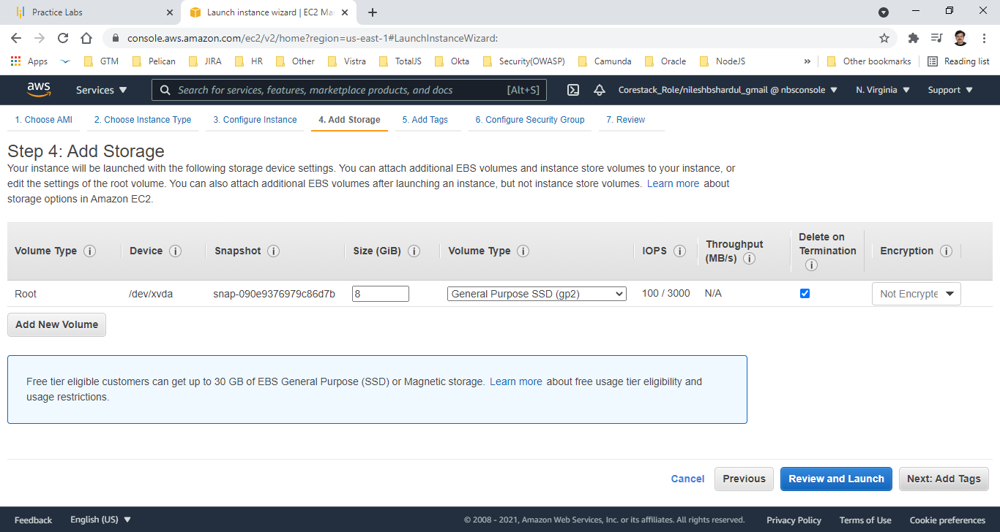 Practice Labs
Launch instance wizard | EC2 Ma
console.aws.amazon.com/ec2/v2/home?region=us-east-1#LaunchInstanceWizard:
Apps GTM Pelican JIRA HR Other Vistra TotalJS Okta Security(OWASP) Camunda Oracle NodeJS » Other bookmarks Reading list
aws Services Search for services, features, marketplace products, and docs [Alt+S] Corestack_Role/nileshbshardul_gmail @ nbsconsole N. Virginia Support
1. Choose AMI 2. Choose Instance Type 3. Configure Instance 4. Add Storage 5. Add Tags 6. Configure Security Group 7. Review
Step 4: Add Storage
Your instance will be launched with the following storage device settings. You can attach additional EBS volumes and instance store volumes to your instance, or
edit the settings of the root volume. You can also attach additional EBS volumes after launching an instance, but not instance store volumes. Learn more about
storage options in Amazon EC2.
Volume Type Device Snapshot Size (GiB) Volume Type IOPS Throughput (MB/s) Delete on Termination Encryption
Root /dev/xvda snap-090e9376979c86d7b 8 General Purpose SSD (gp2) 100 / 3000 N/A Not Encrypte
Add New Volume
Free tier eligible customers can get up to 30 GB of EBS General Purpose (SSD) or Magnetic storage. Learn more about free usage tier eligibility and
usage restrictions.
Cancel Previous Review and Launch Next: Add Tags
Feedback English (US) © 2008 - 2021, Amazon Web Services, Inc. or its affiliates. All rights reserved. Privacy Policy Terms of Use Cookie preferences